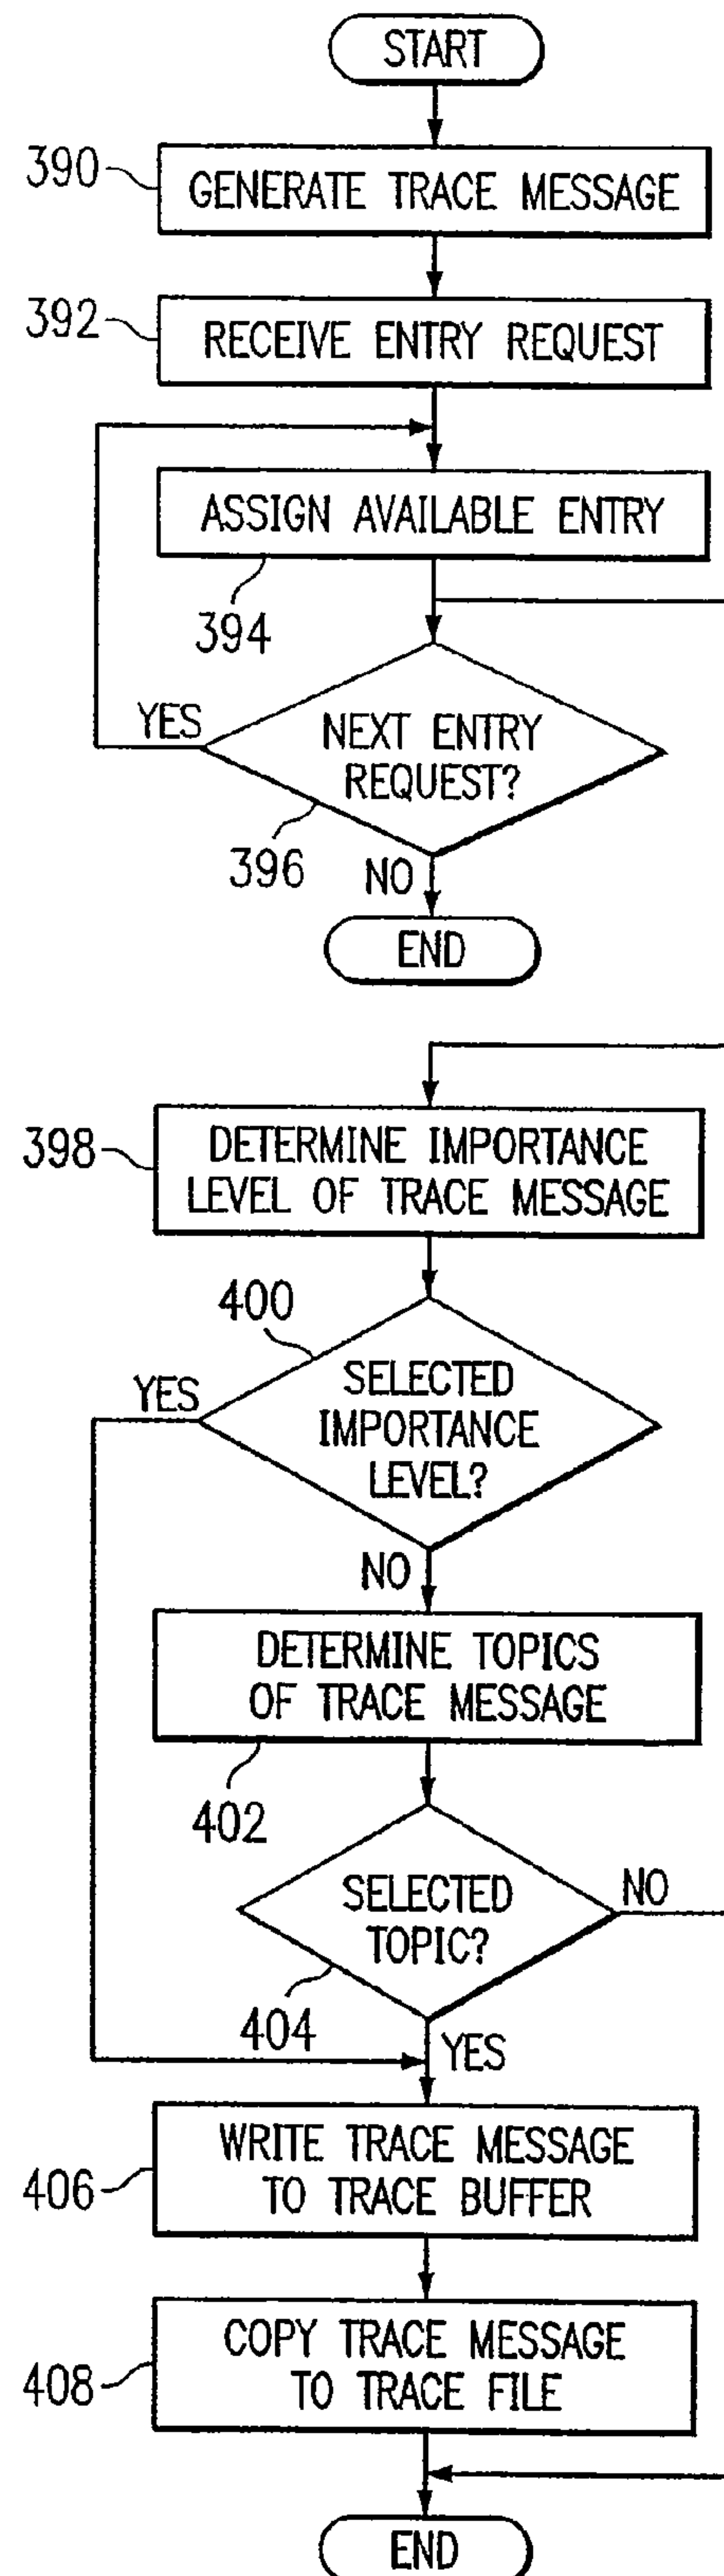 START
390
GENERATE TRACE MESSAGE
392
RECEIVE ENTRY REQUEST
ASSIGN AVAILABLE ENTRY
394
YES
NEXT ENTRY
REQUEST?
396
NO
END
398
DETERMINE IMPORTANCE
LEVEL OF TRACE MESSAGE
400
YES
SELECTED
IMPORTANCE
LEVEL?
NO
DETERMINE TOPICS
OF TRACE MESSAGE
402
SELECTED
TOPIC?
NO
404
YES
406
WRITE TRACE MESSAGE
TO TRACE BUFFER
408
COPY TRACE MESSAGE
TO TRACE FILE
END